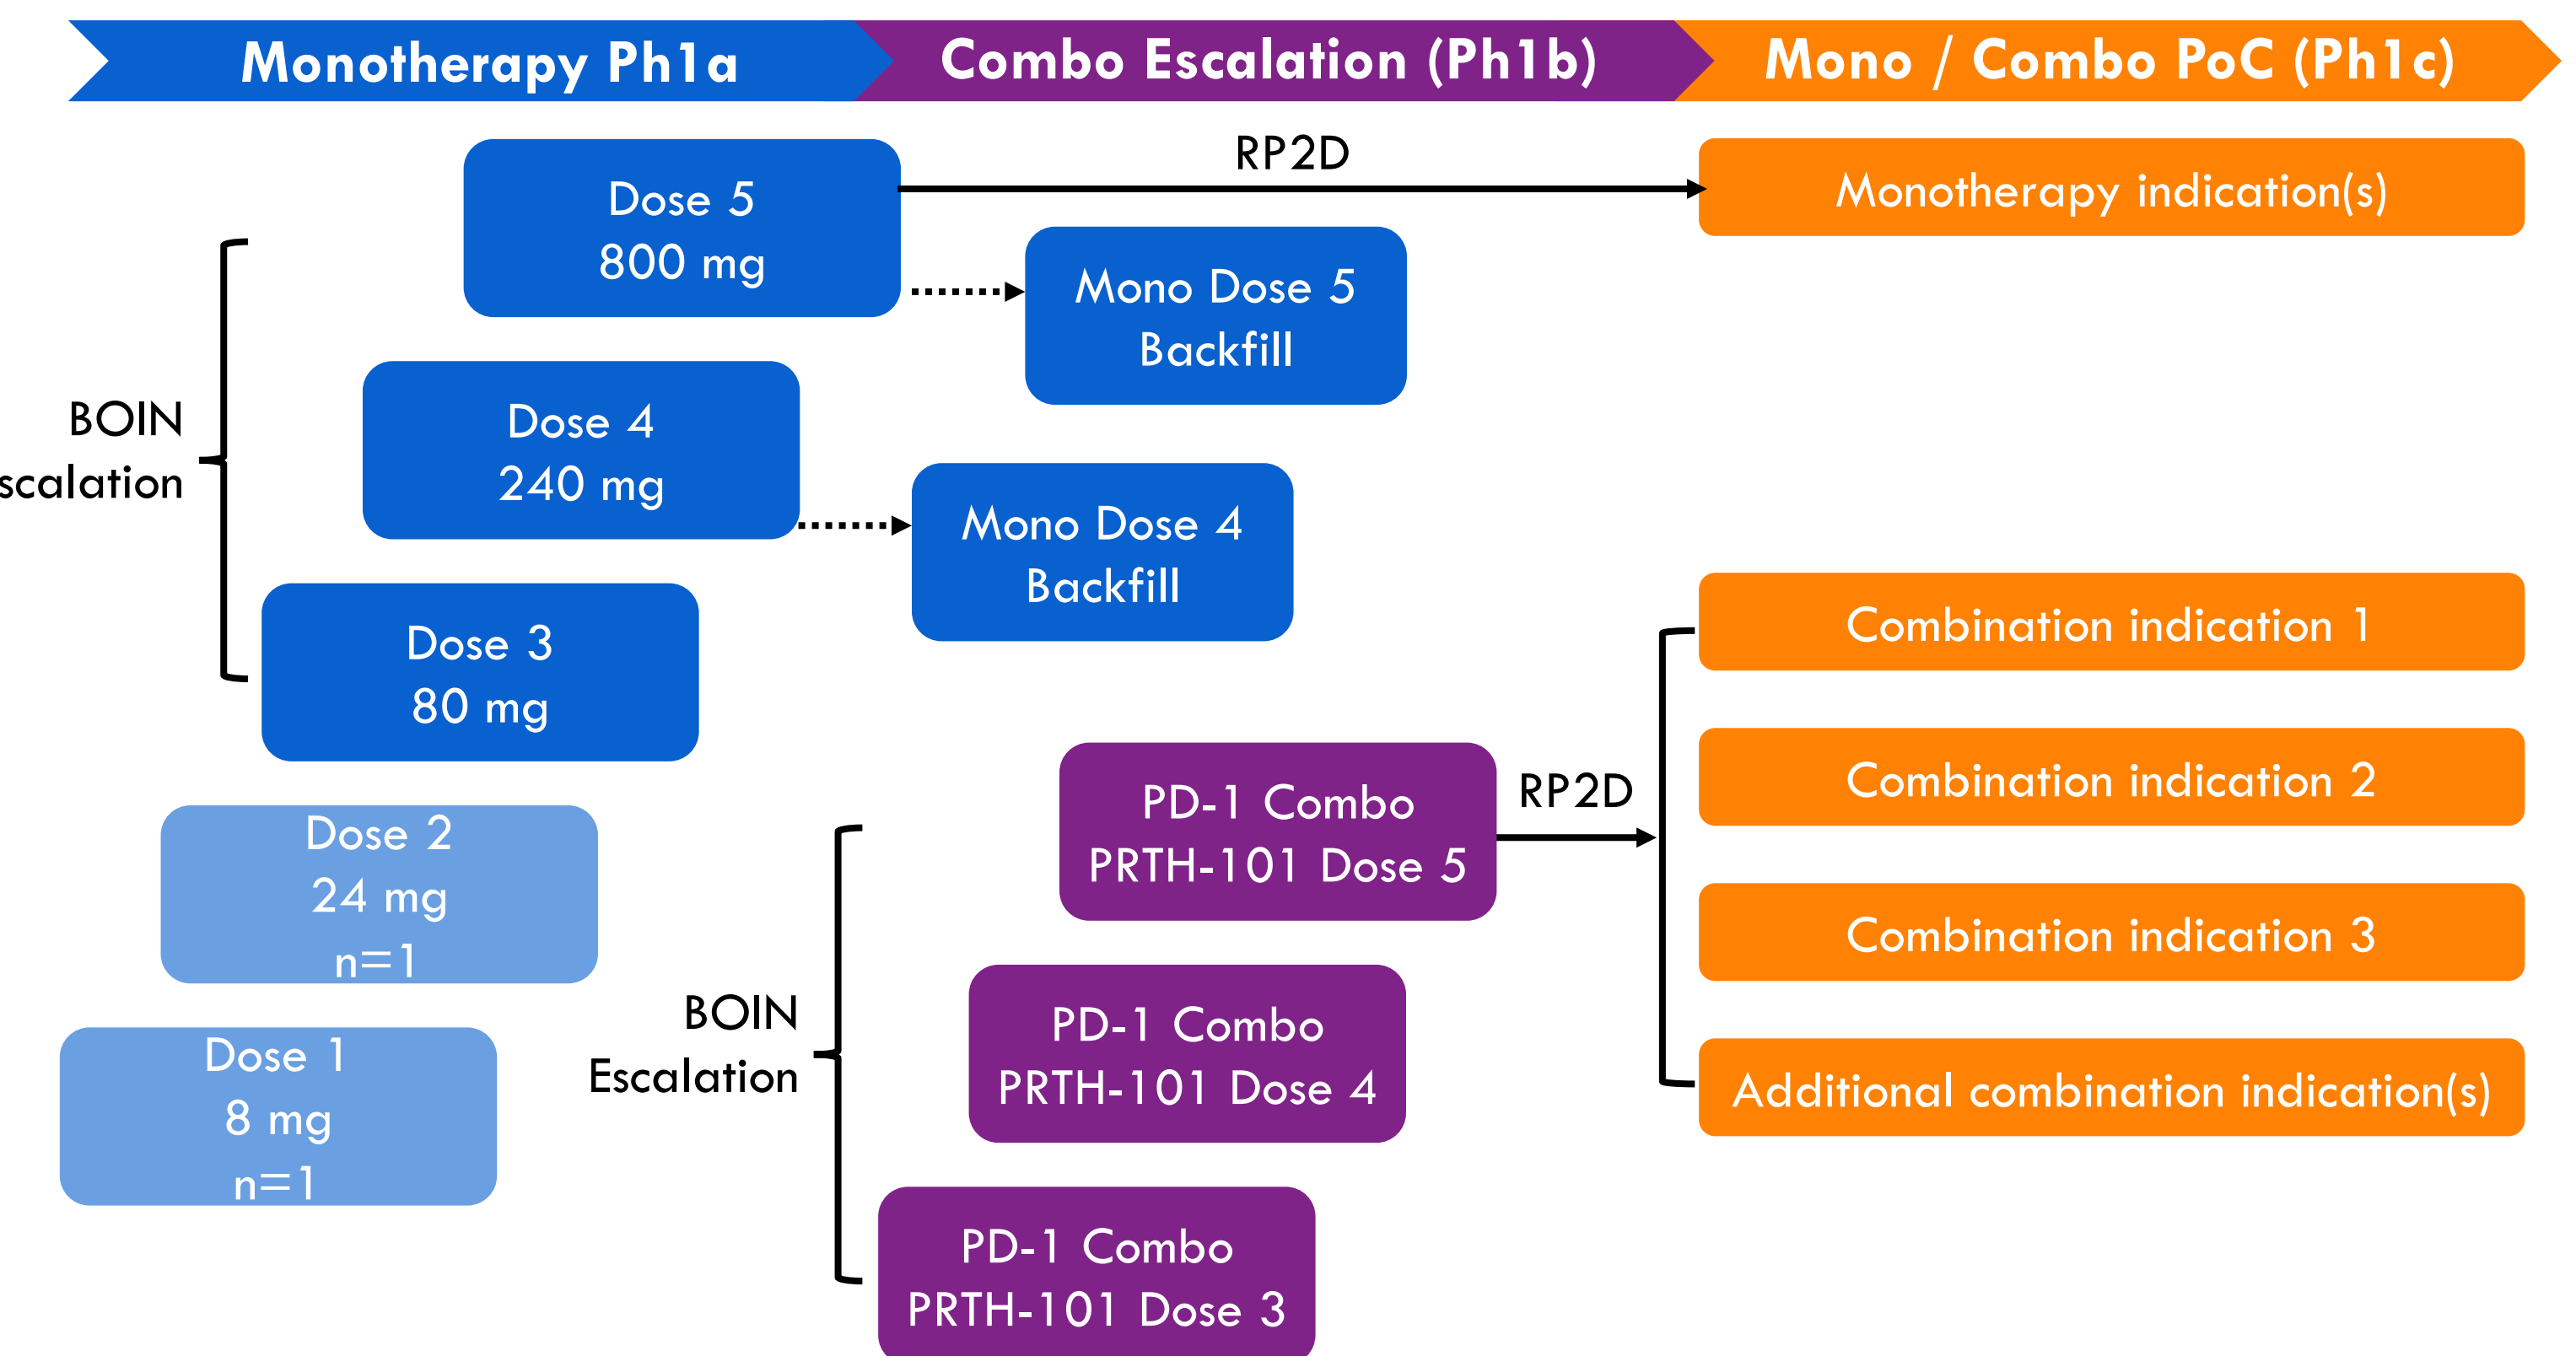 Monotherapy Ph1a
Combo Escalation (Ph1b)
Mono / Combo PoC (Ph1c)
Dose 5
800 mg
RP2D
Monotherapy indication(s)
Mono Dose 5
Backfill
BOIN
scalation
Dose 4
240 mg
Mono Dose 4
Backfill
Dose 3
80 mg
Dose 2
24 mg
n=1
Dose 1
8 mg
n=1
BOIN
Escalation
PD-1 Combo
PRTH-101 Dose 5
RP2D
PD-1 Combo
PRTH-101 Dose 4
PD-1 Combo
PRTH-101 Dose 3
Combination indication 1
Combination indication 2
Combination indication 3
Additional combination indication(s)